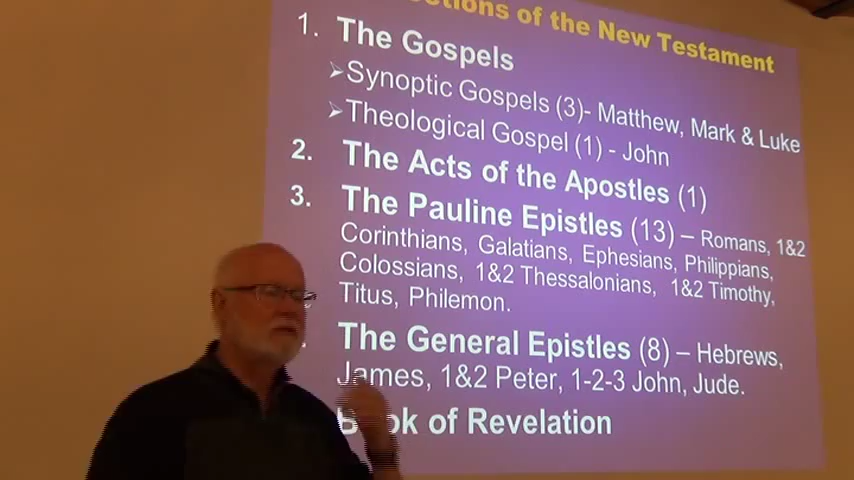 of the New Testament
1. The Gospels
➢Synoptic Gospels (3)- Matthew, Mark & Luke
➢Theological Gospel (1) - John
2. The Acts of the Apostles (1)
3. The Pauline Epistles (13) – Romans, 1&2
Corinthians, Galatians, Ephesians, Philippians,
Colossians, 1&2 Thessalonians, 1&2 Timothy,
Titus, Philemon.
The General Epistles (8) – Hebrews,
James, 1&2 Peter, 1-2-3 John, Jude.
Book of Revelation